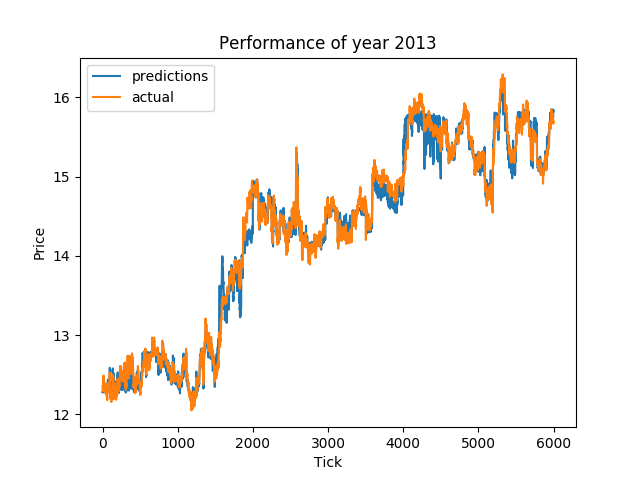 Performance of year 2013
predictions
actual
16
15
14
13
12
Price
0 1000 2000 3000 4000 5000 6000
Tick